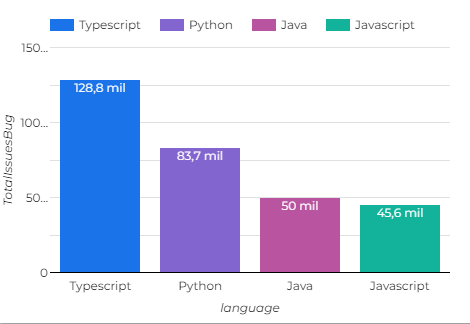 Typescript Python Java Javascript
150...
128,8 mil
100...
83,7 mil
50...
50 mil
45,6 mil
0
Typescript Python Java Javascript
language
TotalIssuesBug